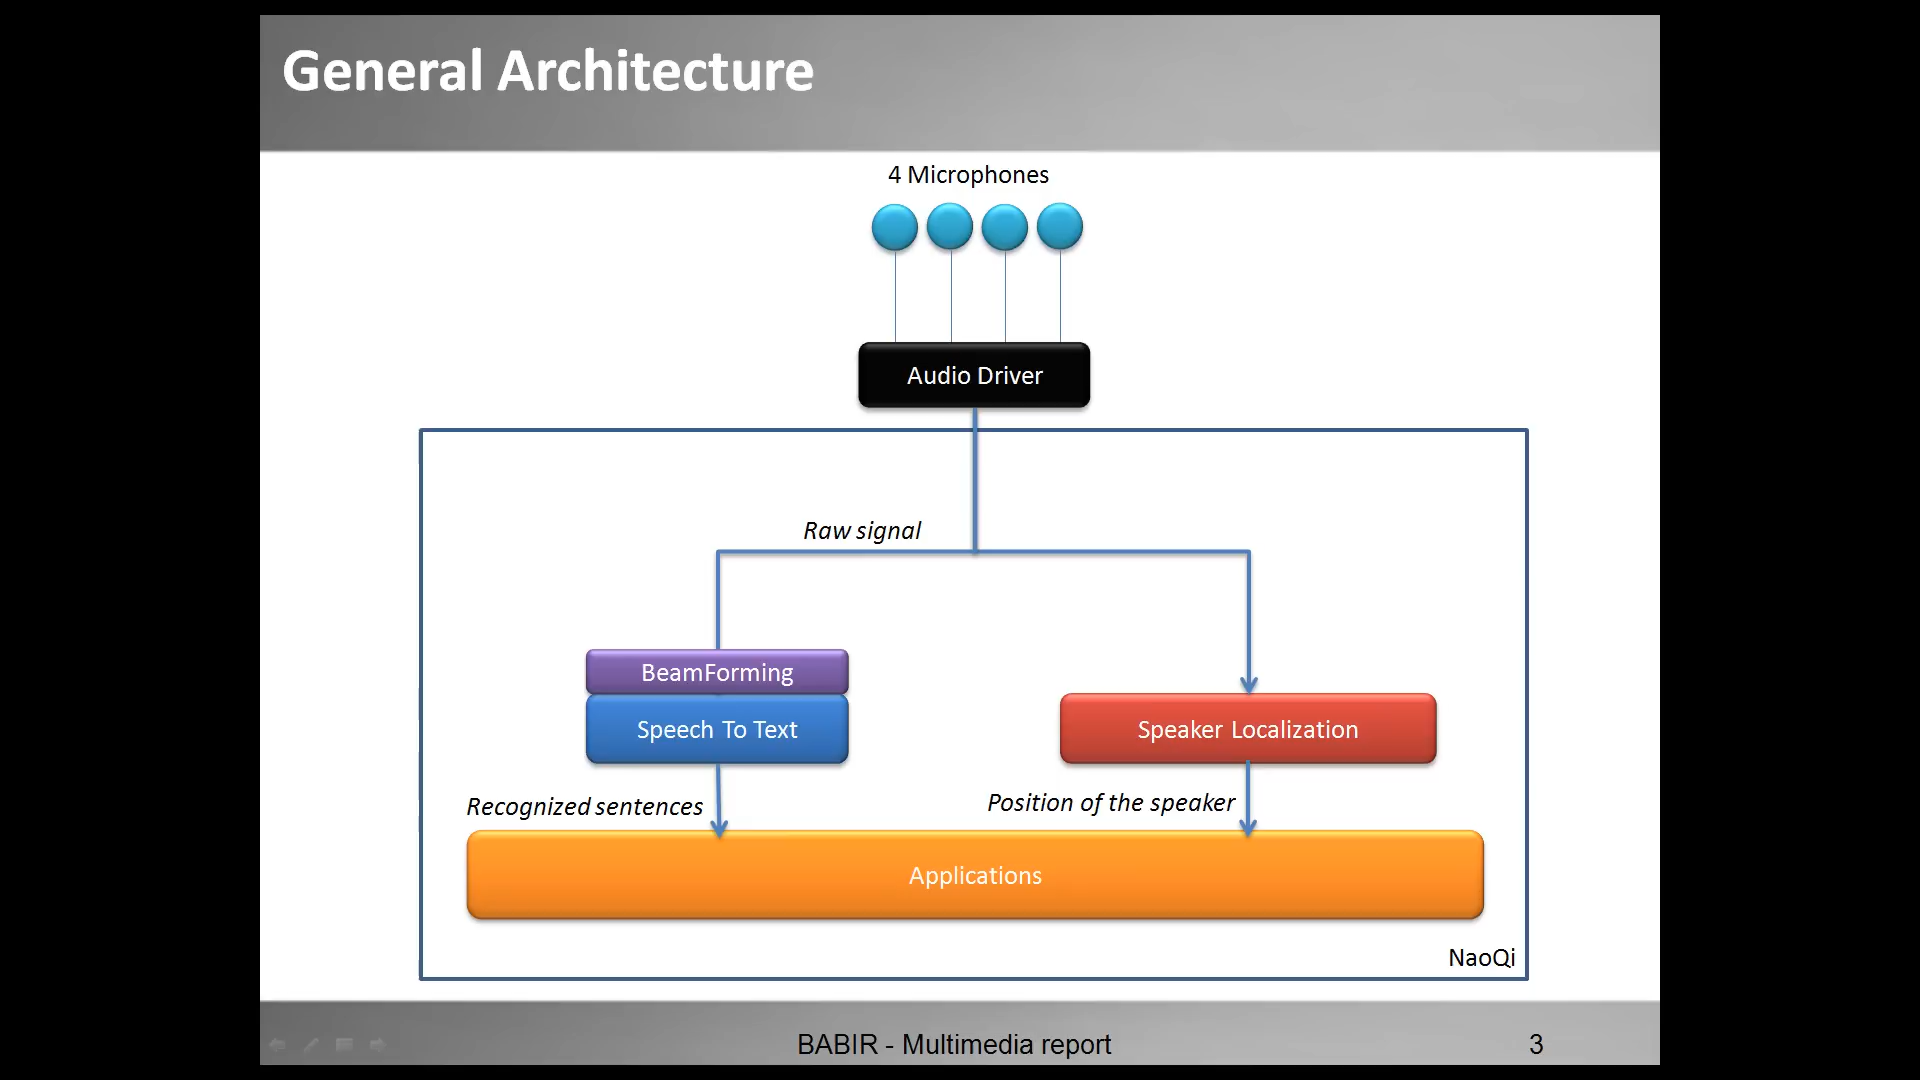 General Architecture
4 Microphones
Audio Driver
Raw signal
BeamForming
Speech To Text
Speaker Localization
Recognized sentences
Position of the speaker
Applications
NaoQi
BABIR - Multimedia report
3